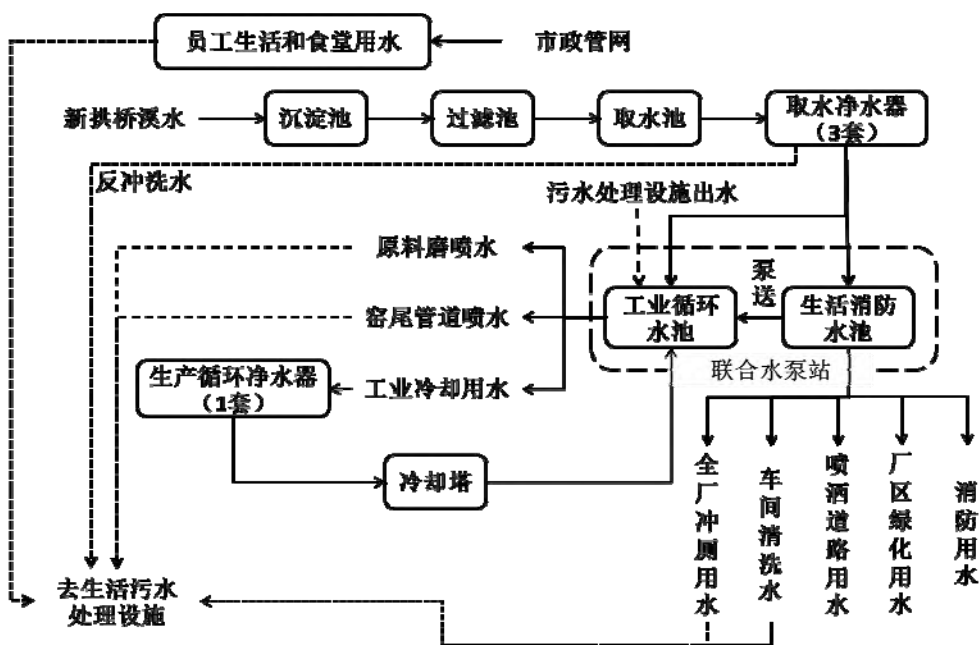 员工生活和食堂用水
市政管网
新拱桥溪水
沉淀池
过滤池
取水池
取水净水器
（3套）
反冲洗水
污水处理设施出水
原料磨喷水
泵
送
窑尾管道喷水
工业循环
水池
生活消防
水池
联合水泵站
生产循环净水器
（1套）
工业冷却用水
冷却塔
全厂冲厕用水
车间清洗水
喷洒道路用水
厂区绿化用水
消防用水
去生活污水
处理设施